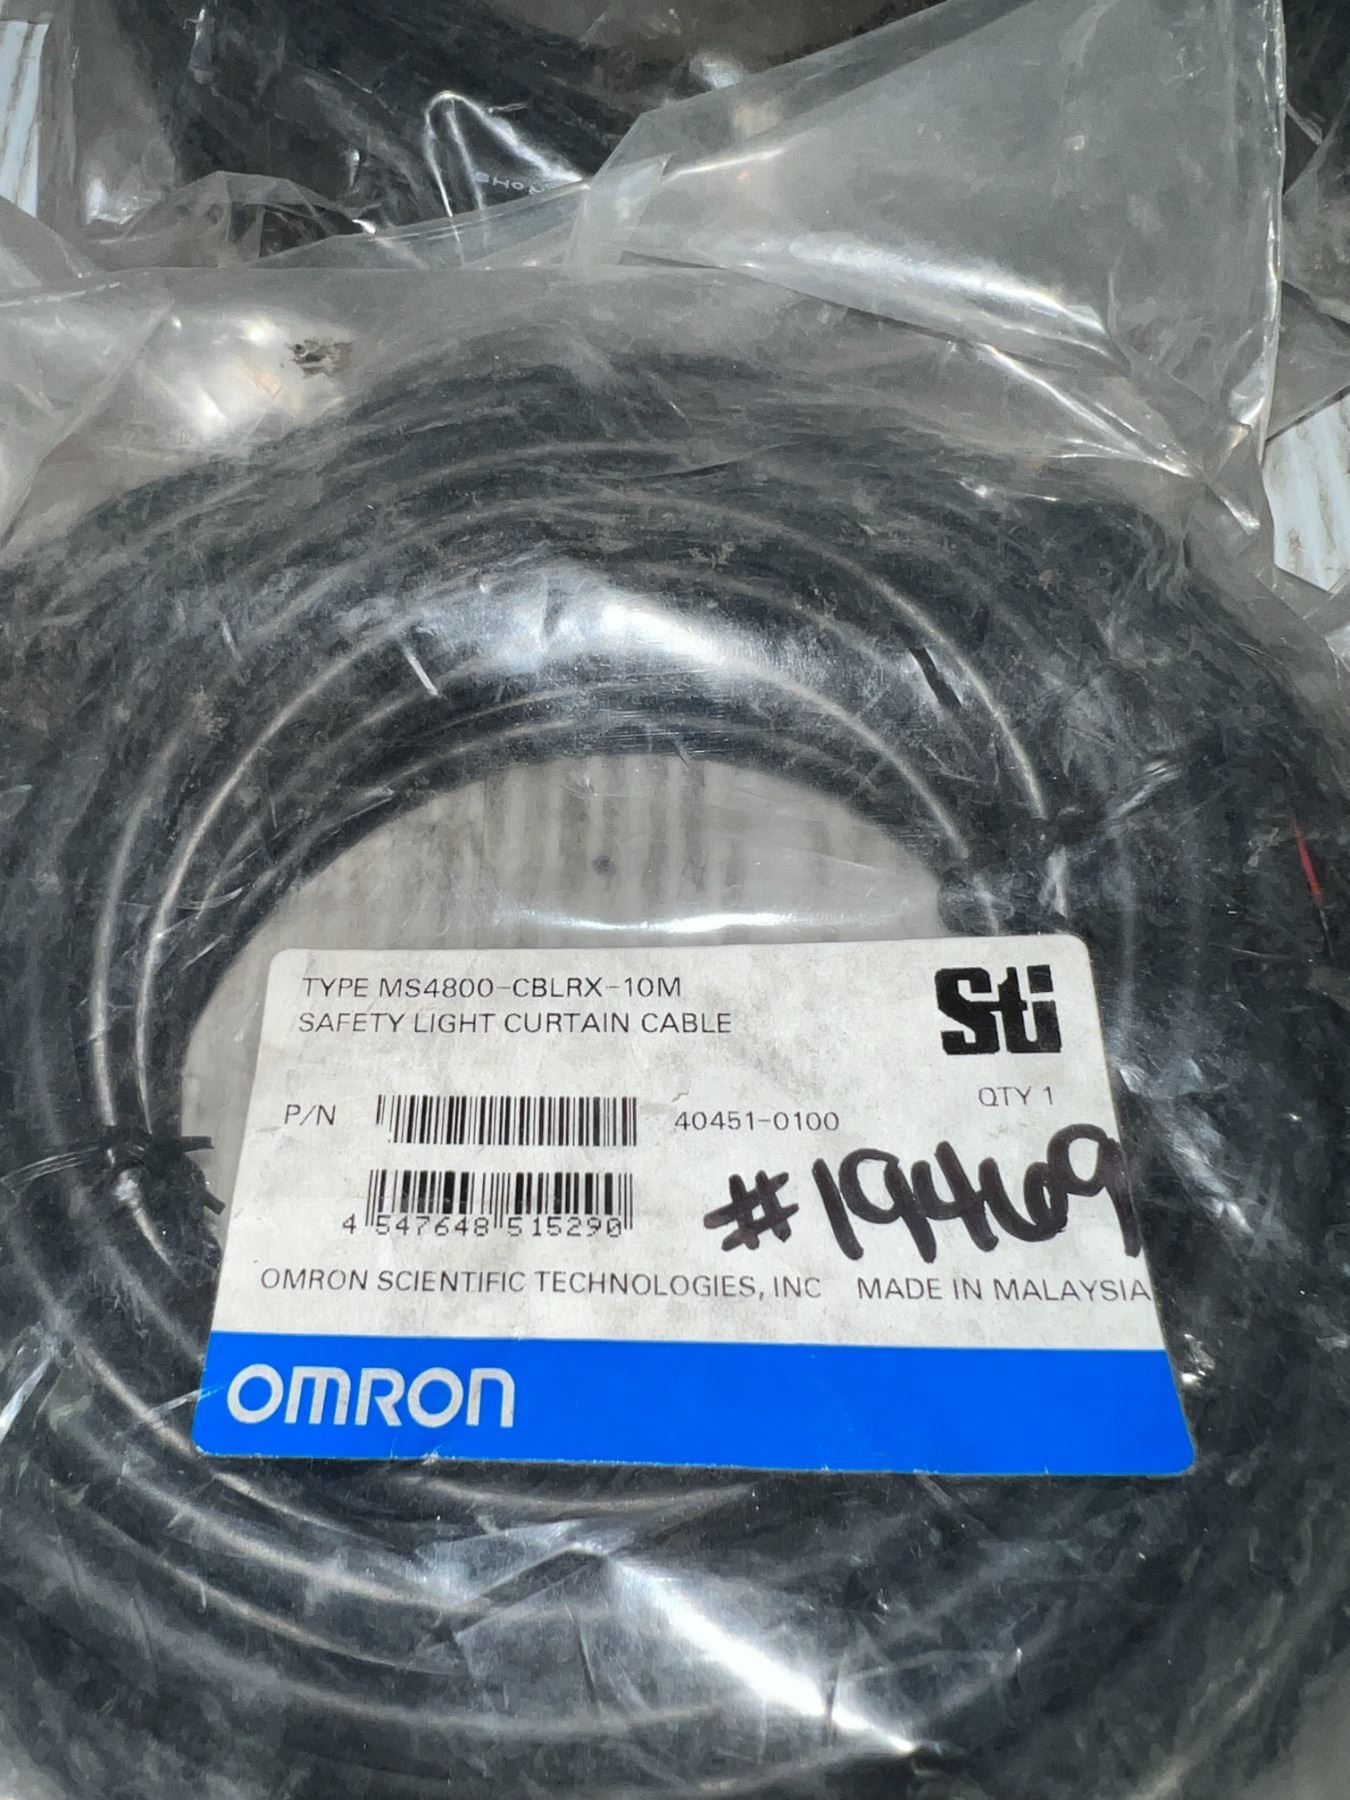 TYPE MS4800-CBLRX-10M
SAFETY LIGHT CURTAIN CABLE
Sti
QTY 1
P/N 40451-0100
#19469
4 547648 515290
OMRON SCIENTIFIC TECHNOLOGIES, INC MADE IN MALAYSIA
OMRON